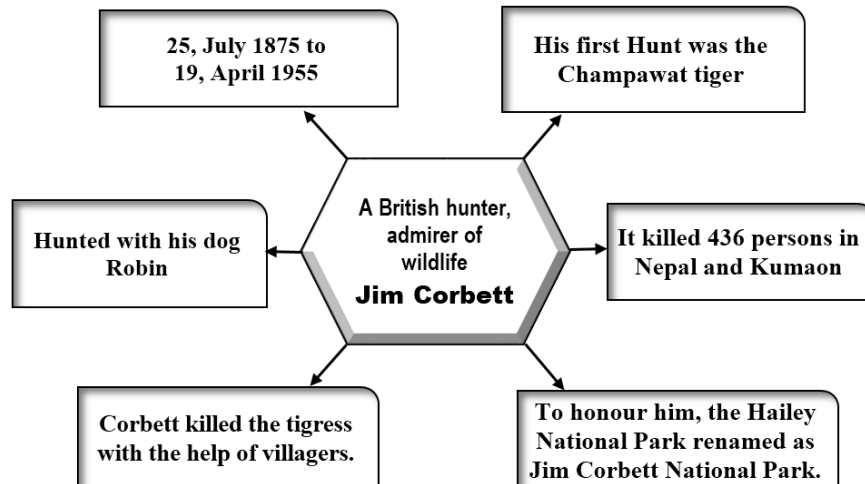 25, July 1875 to
19, April 1955
His first Hunt was the
Champawat tiger
A British hunter,
admirer of
wildlife
Jim Corbett
Hunted with his dog
Robin
It killed 436 persons in
Nepal and Kumaon
Corbett killed the tigress
with the help of villagers.
To honour him, the Hailey
National Park renamed as
Jim Corbett National Park.